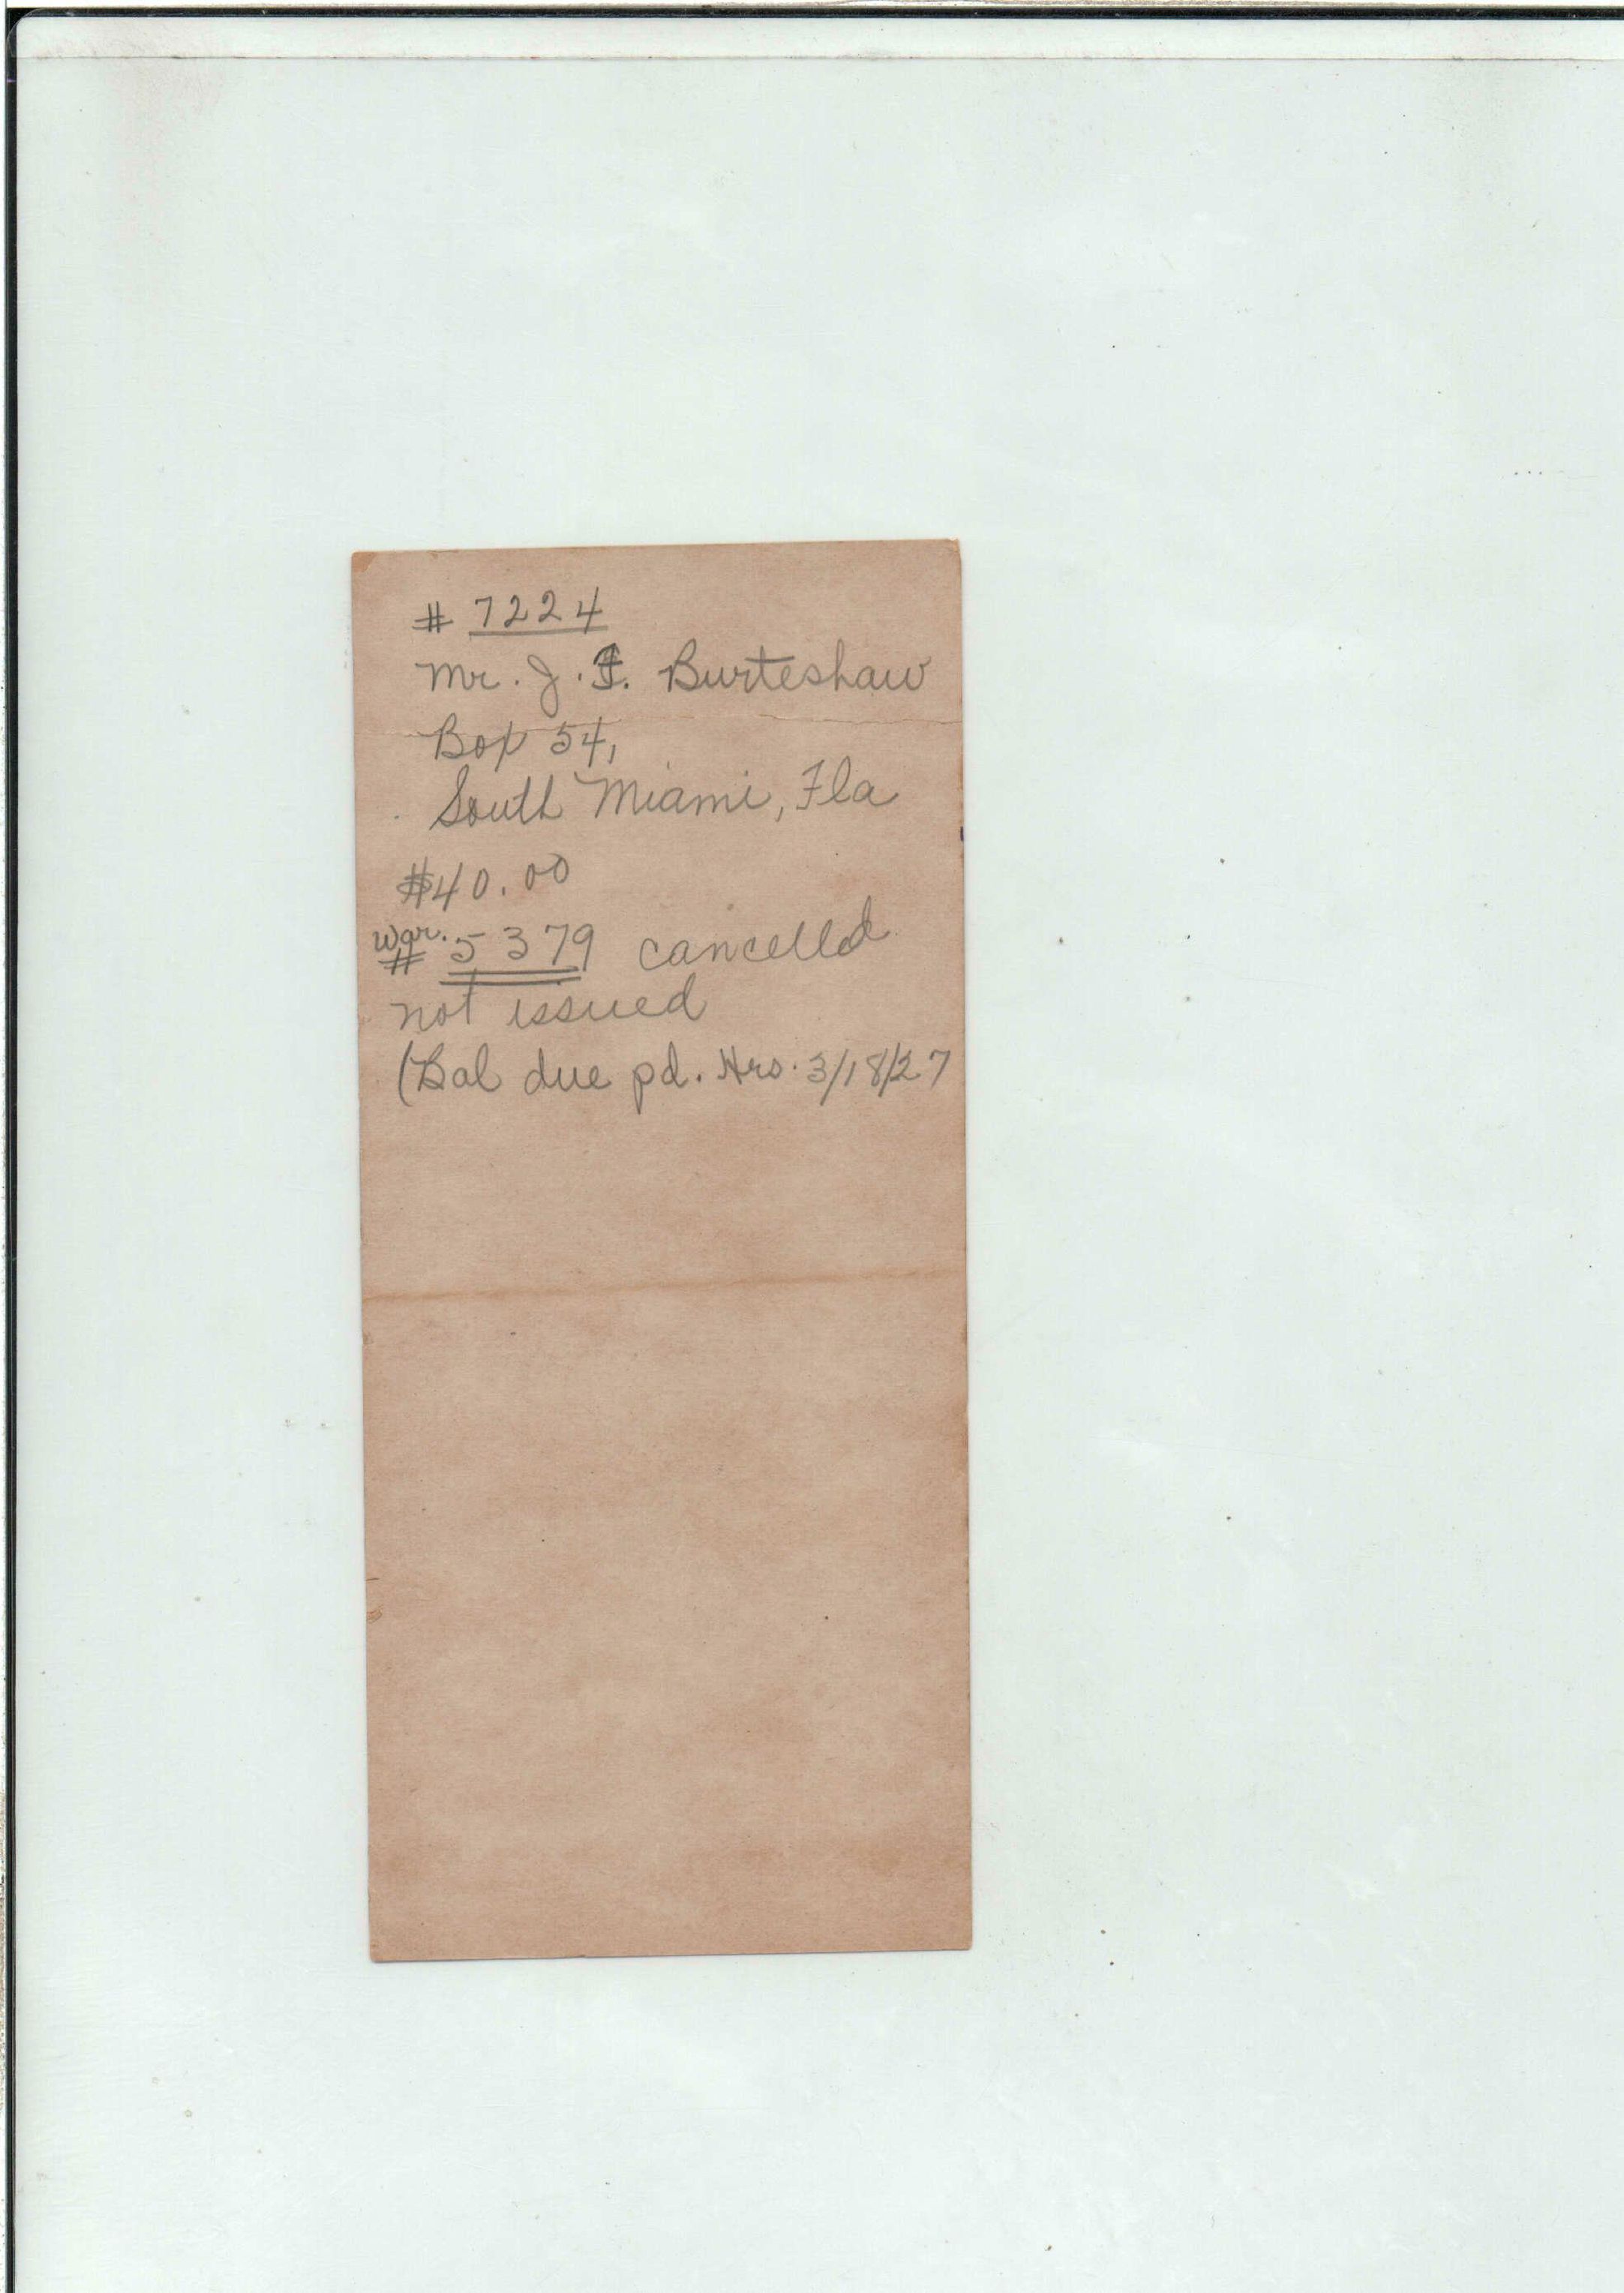 # 7224
Mr. J. Burteshaw
Box 54,
South Miami, Fla
$40.00
War.
# 5379 cancelled
not issued
(Bal due pd. Hrs. 3/18/27